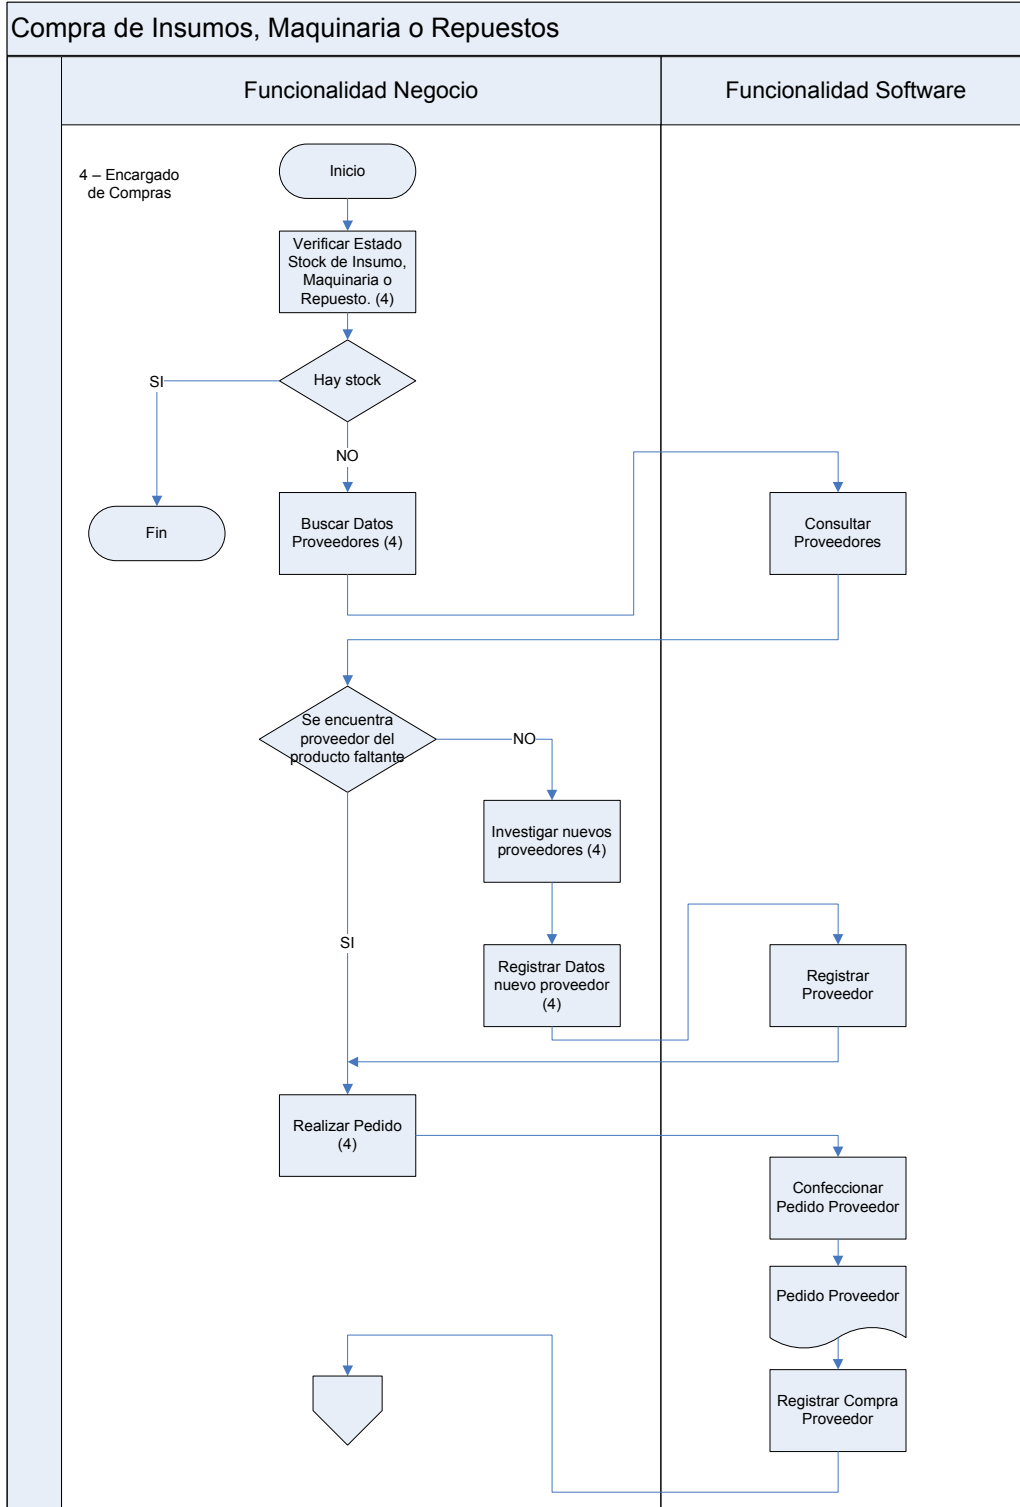 Compra de Insumos, Maquinaria o Repuestos
Funcionalidad Negocio
Funcionalidad Software
4 – Encargado
de Compras
Inicio
Verificar Estado
Stock de Insumo,
Maquinaria o
Repuesto. (4)
Hay stock
SI
NO
Fin
Buscar Datos
Proveedores (4)
Consultar
Proveedores
Se encuentra
proveedor del
producto faltante
NO
Investigar nuevos
proveedores (4)
SI
Registrar Datos
nuevo proveedor
(4)
Registrar
Proveedor
Realizar Pedido
(4)
Confeccionar
Pedido Proveedor
Pedido Proveedor
Registrar Compra
Proveedor